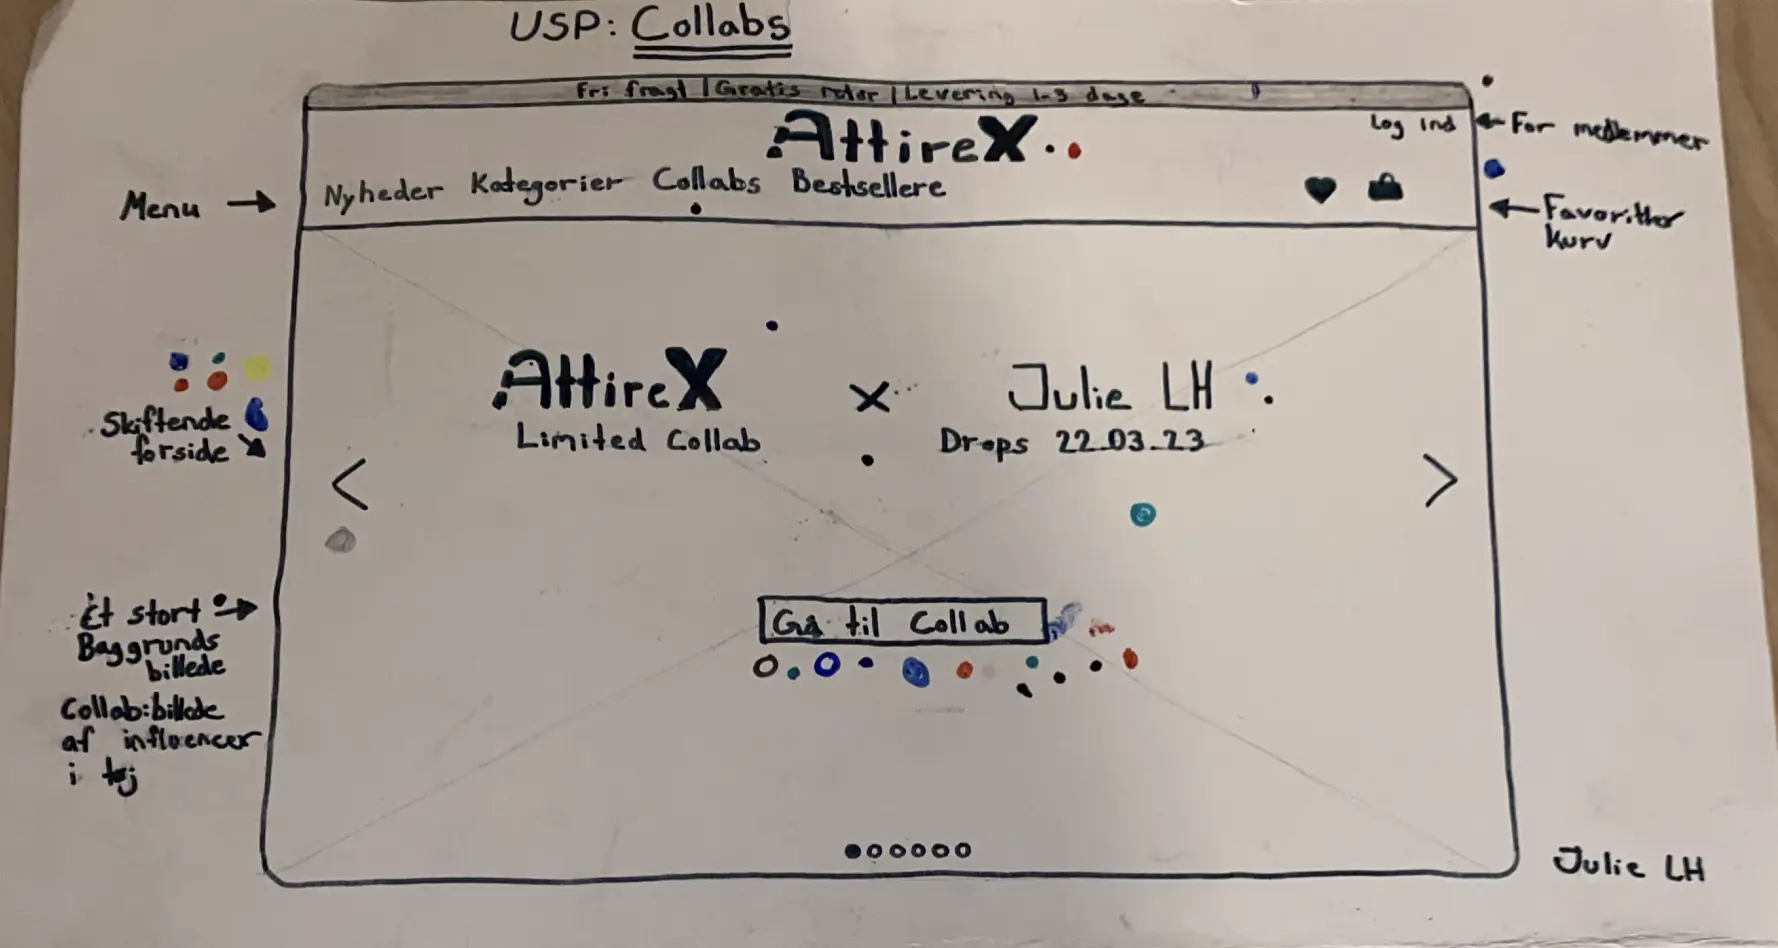 USP: Collabs
Fri fragt | Gratis retur | Levering 1-3 dage
AttireX
Log ind
For medlemmer
Menu
Nyheder Kategorier Collabs Bestsellere
Favoritter
kurv
AttireX x Julie LH
Limited Collab Drops 22.03.23
Skiftende
forside
< >
Ét stort
Baggrunds
billede
Gå til Collab
Collab:billede
af influencer
i tøj
Julie LH